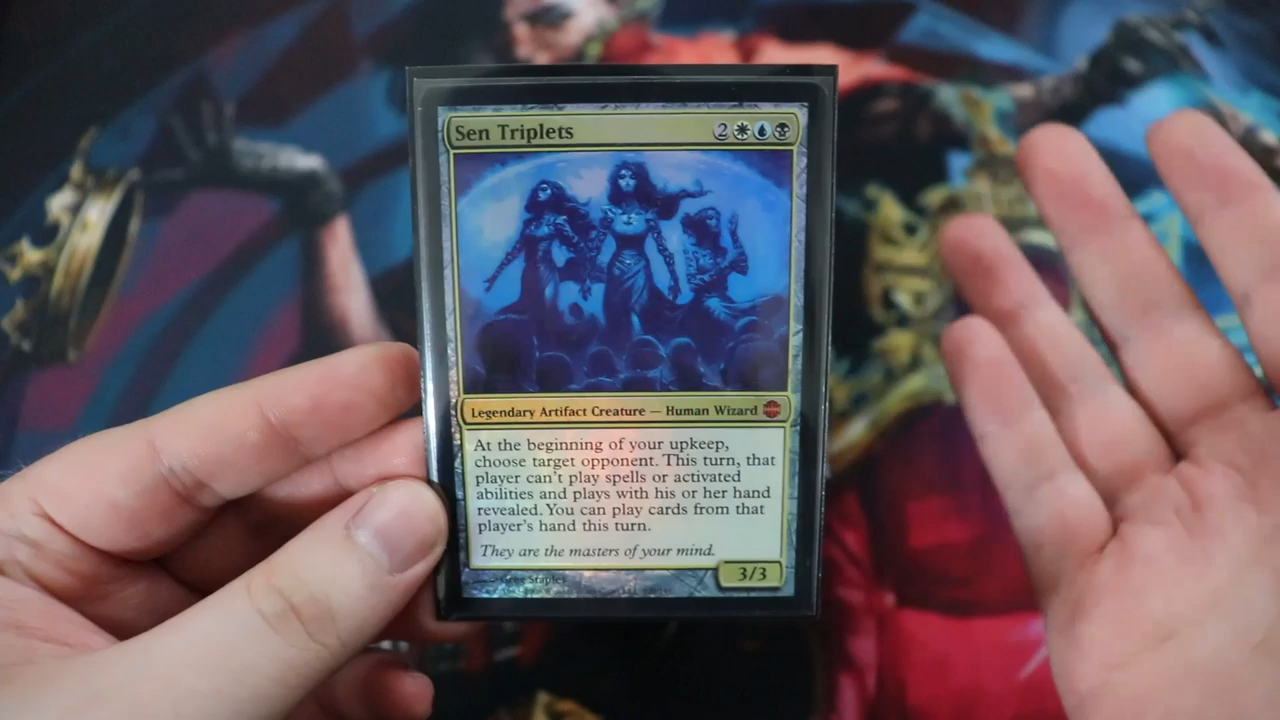 Sen Triplets 2
Legendary Artifact Creature — Human Wizard
At the beginning of your upkeep,
choose target opponent. This turn, that
player can't play spells or activated
abilities and plays with his or her hand
revealed. You can play cards from that
player's hand this turn.
They are the masters of your mind.
3/3
Greg Staples